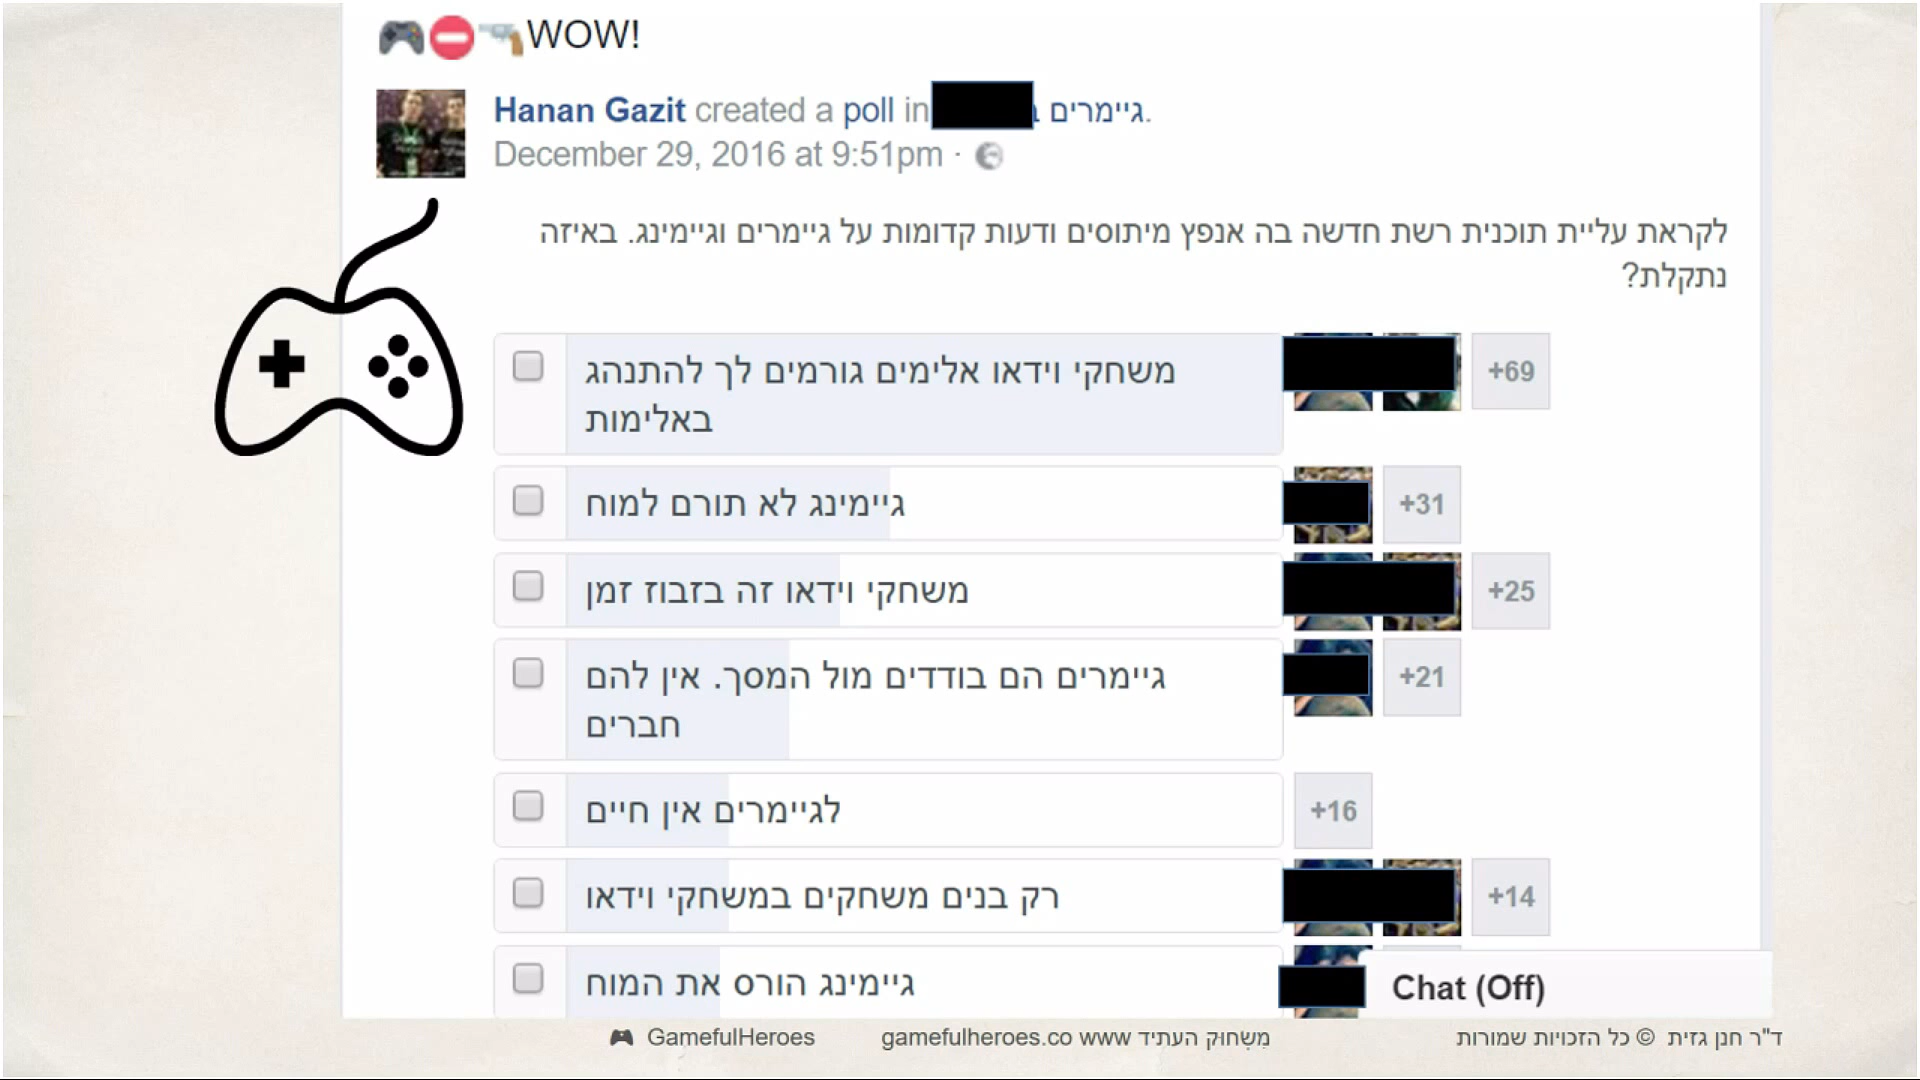 WOW!
Hanan Gazit created a poll in גיימרים.
December 29, 2016 at 9:51pm ·
לקראת עליית תוכנית רשת חדשה בה אנפץ מיתוסים ודעות קדומות על גיימרים וגיימינג. באיזה
נתקלת?
משחקי וידאו אלימים גורמים לך להתנהג
באלימות
+69
גיימינג לא תורם למוח
+31
משחקי וידאו זה בזבוז זמן
+25
גיימרים הם בודדים מול המסך. אין להם
חברים
+21
לגיימרים אין חיים
+16
רק בנים משחקים במשחקי וידאו
+14
גיימינג הורס את המוח
Chat (Off)
GamefulHeroes
gamefulheroes.co www מִשְחוּק העתיד
ד"ר חנן גזית © כל הזכויות שמורות